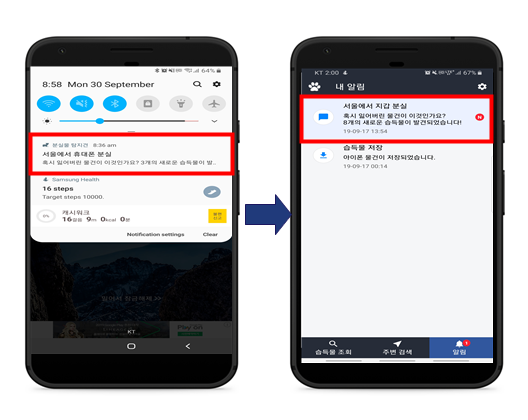 64%
8:58 Mon 30 September
분실물 탐지견 8:36 am
서울에서 휴대폰 분실
혹시 잃어버린 물건이 이것인가요? 3개의 새로운 습득물이 발..
Samsung Health
16 steps
Target steps 10000.
0%
캐시워크
16걸음 9m 0kcal 0분
Notification settings Clear
KT
KT 2:00 67%
내 알림
서울에서 지갑 분실
혹시 잃어버린 물건이 이것인가요?
8개의 새로운 습득물이 발견되었습니다!
19-09-17 13:54
N
습득물 저장
아이폰 물건이 저장되었습니다.
19-09-17 00:14
습득물 조회 주변 검색 알림